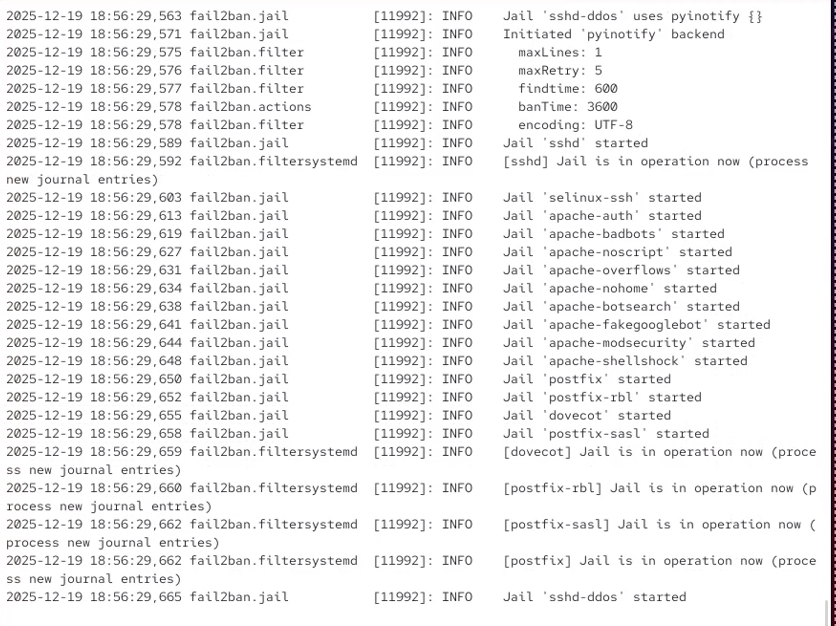 2025-12-19 18:56:29,563 fail2ban.jail           [11992]: INFO    Jail 'sshd-ddos' uses pyinotify {}
2025-12-19 18:56:29,571 fail2ban.jail           [11992]: INFO    Initiated 'pyinotify' backend
2025-12-19 18:56:29,575 fail2ban.filter         [11992]: INFO      maxLines: 1
2025-12-19 18:56:29,576 fail2ban.filter         [11992]: INFO      maxRetry: 5
2025-12-19 18:56:29,577 fail2ban.filter         [11992]: INFO      findtime: 600
2025-12-19 18:56:29,578 fail2ban.actions        [11992]: INFO      banTime: 3600
2025-12-19 18:56:29,578 fail2ban.filter         [11992]: INFO      encoding: UTF-8
2025-12-19 18:56:29,589 fail2ban.jail           [11992]: INFO    Jail 'sshd' started
2025-12-19 18:56:29,592 fail2ban.filtersystemd  [11992]: INFO    [sshd] Jail is in operation now (process
new journal entries)
2025-12-19 18:56:29,603 fail2ban.jail           [11992]: INFO    Jail 'selinux-ssh' started
2025-12-19 18:56:29,613 fail2ban.jail           [11992]: INFO    Jail 'apache-auth' started
2025-12-19 18:56:29,619 fail2ban.jail           [11992]: INFO    Jail 'apache-badbots' started
2025-12-19 18:56:29,627 fail2ban.jail           [11992]: INFO    Jail 'apache-noscript' started
2025-12-19 18:56:29,631 fail2ban.jail           [11992]: INFO    Jail 'apache-overflows' started
2025-12-19 18:56:29,634 fail2ban.jail           [11992]: INFO    Jail 'apache-nohome' started
2025-12-19 18:56:29,638 fail2ban.jail           [11992]: INFO    Jail 'apache-botsearch' started
2025-12-19 18:56:29,641 fail2ban.jail           [11992]: INFO    Jail 'apache-fakegooglebot' started
2025-12-19 18:56:29,644 fail2ban.jail           [11992]: INFO    Jail 'apache-modsecurity' started
2025-12-19 18:56:29,648 fail2ban.jail           [11992]: INFO    Jail 'apache-shellshock' started
2025-12-19 18:56:29,650 fail2ban.jail           [11992]: INFO    Jail 'postfix' started
2025-12-19 18:56:29,652 fail2ban.jail           [11992]: INFO    Jail 'postfix-rbl' started
2025-12-19 18:56:29,655 fail2ban.jail           [11992]: INFO    Jail 'dovecot' started
2025-12-19 18:56:29,658 fail2ban.jail           [11992]: INFO    Jail 'postfix-sasl' started
2025-12-19 18:56:29,659 fail2ban.filtersystemd  [11992]: INFO    [dovecot] Jail is in operation now (proce
ss new journal entries)
2025-12-19 18:56:29,660 fail2ban.filtersystemd  [11992]: INFO    [postfix-rbl] Jail is in operation now (p
rocess new journal entries)
2025-12-19 18:56:29,662 fail2ban.filtersystemd  [11992]: INFO    [postfix-sasl] Jail is in operation now (
process new journal entries)
2025-12-19 18:56:29,662 fail2ban.filtersystemd  [11992]: INFO    [postfix] Jail is in operation now (proce
ss new journal entries)
2025-12-19 18:56:29,665 fail2ban.jail           [11992]: INFO    Jail 'sshd-ddos' started